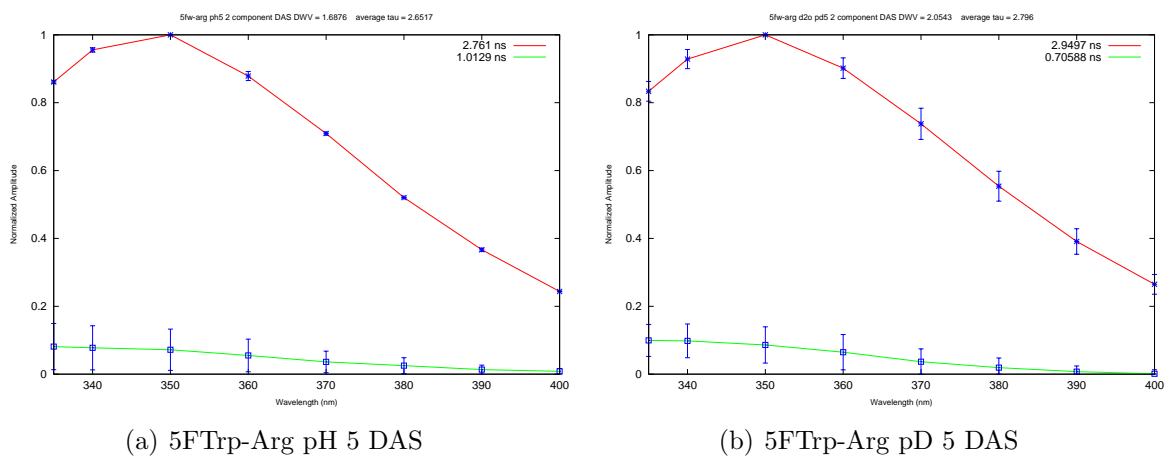 5fw-arg ph5 2 component DAS DWV = 1.6876 average tau = 2.6517
2.761 ns
1.0129 ns
Normalized Amplitude
1
0.8
0.6
0.4
0.2
0
340 350 360 370 380 390 400
Wavelength (nm)
(a) 5FTrp-Arg pH 5 DAS
5fw-arg d2o pd5 2 component DAS DWV = 2.0543 average tau = 2.796
2.9497 ns
0.70588 ns
Normalized Amplitude
1
0.8
0.6
0.4
0.2
0
340 350 360 370 380 390 400
Wavelength (nm)
(b) 5FTrp-Arg pD 5 DAS